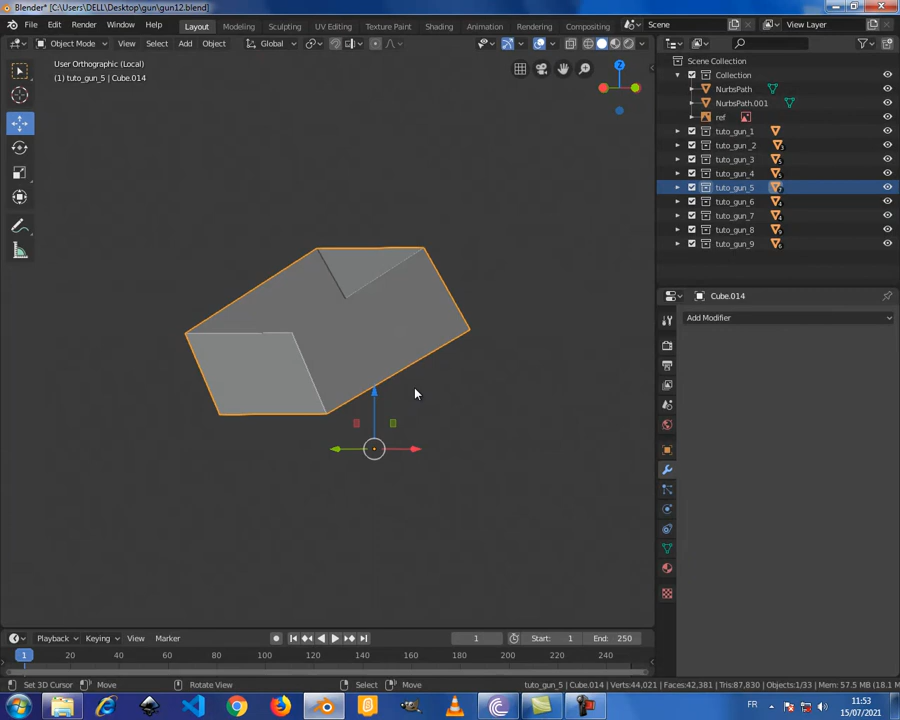 Blender* [C:\Users\DELL\Desktop\gun\gun12.blend]
File Edit Render Window Help Layout Modeling Sculpting UV Editing Texture Paint Shading Animation Rendering Compositing Scene View Layer
Object Mode View Select Add Object Global
User Orthographic (Local)
(1) tuto_gun_5 | Cube.014
Z
Scene Collection
Collection
NurbsPath
NurbsPath.001
ref
tuto_gun_1
tuto_gun _2
tuto_gun_3
tuto_gun_4
tuto_gun_5
tuto_gun_6
tuto_gun_7
tuto_gun_8
tuto_gun_9
Cube.014
Add Modifier
Playback Keying View Marker 1 Start: 1 End: 250
1 20 40 60 80 100 120 140 160 180 200 220 240
Set 3D Cursor Move Rotate View Select Move tuto_gun_5 | Cube.014 | Verts:44,021 | Faces:42,381 | Tris:87,830 | Objects:1/33 | Mem: 57.5 MB
FR 11:53
15/07/2021